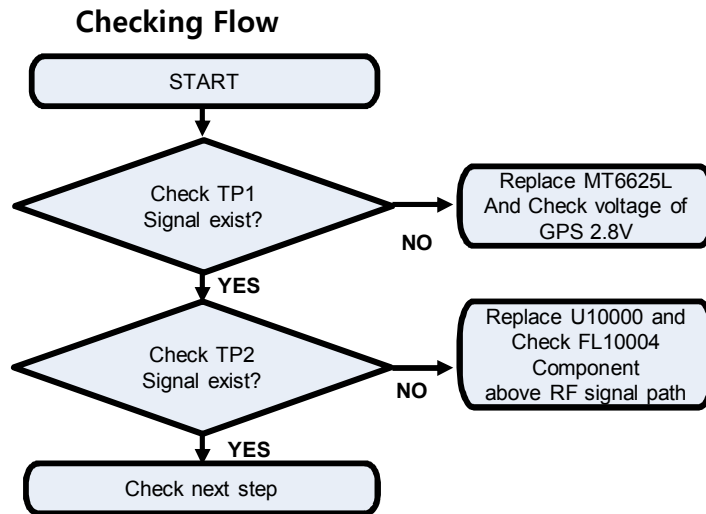 Checking Flow
START
Check TP1
Signal exist?
Replace MT6625L
And Check voltage of
GPS 2.8V
NO
YES
Check TP2
Signal exist?
Replace U10000 and
Check FL10004
Component
above RF signal path
NO
YES
Check next step